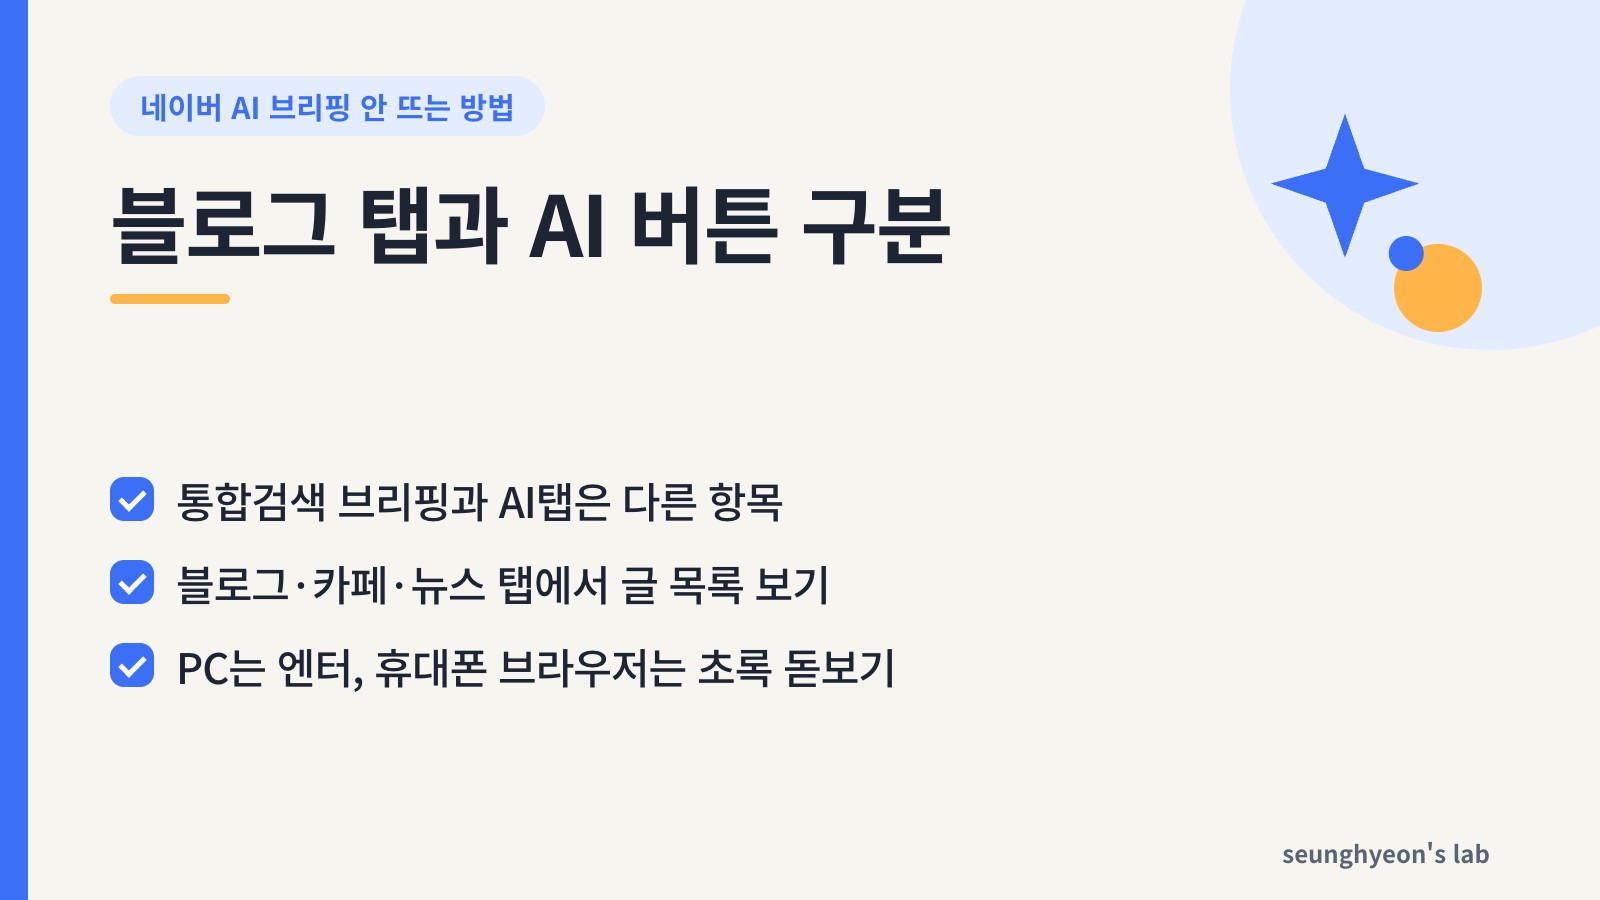 네이버 AI 브리핑 안 뜨는 방법
블로그 탭과 AI 버튼 구분
통합검색 브리핑과 AI탭은 다른 항목
블로그·카페·뉴스 탭에서 글 목록 보기
PC는 엔터, 휴대폰 브라우저는 초록 돋보기
seunghyeon's lab